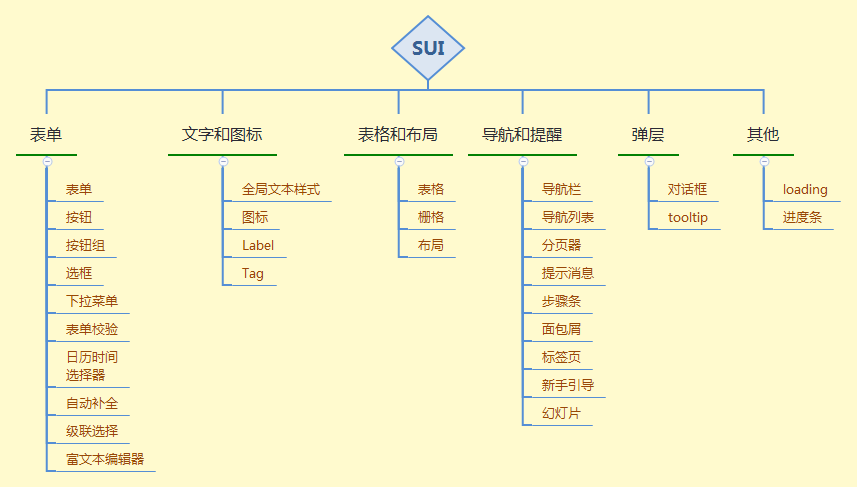 SUI
表单
文字和图标
表格和布局
导航和提醒
弹层
其他
表单
按钮
按钮组
选框
下拉菜单
表单校验
日历时间
选择器
自动补全
级联选择
富文本编辑器
全局文本样式
图标
Label
Tag
表格
栅格
布局
导航栏
导航列表
分页器
提示消息
步骤条
面包屑
标签页
新手引导
幻灯片
对话框
tooltip
loading
进度条